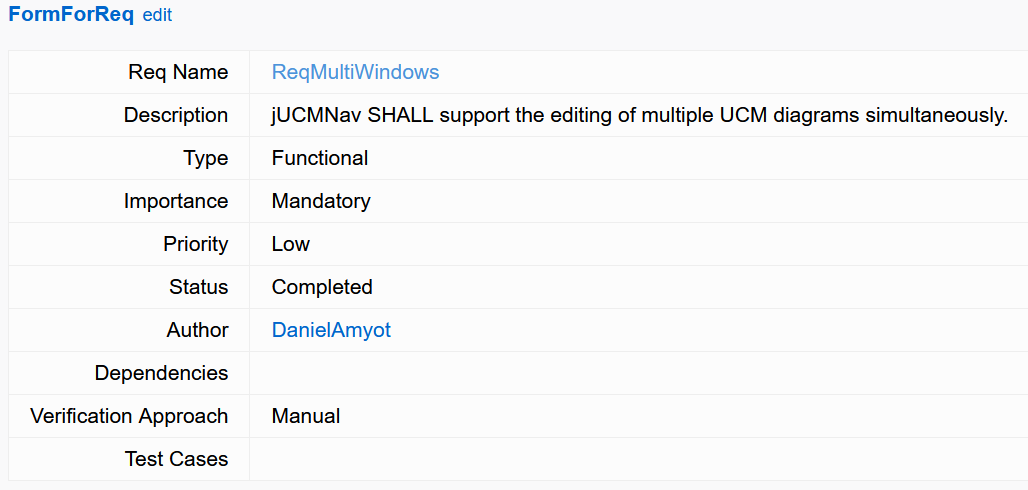 FormForReq edit
Req Name ReqMultiWindows
Description jUCMNav SHALL support the editing of multiple UCM diagrams simultaneously.
Type Functional
Importance Mandatory
Priority Low
Status Completed
Author DanielAmyot
Dependencies
Verification Approach Manual
Test Cases